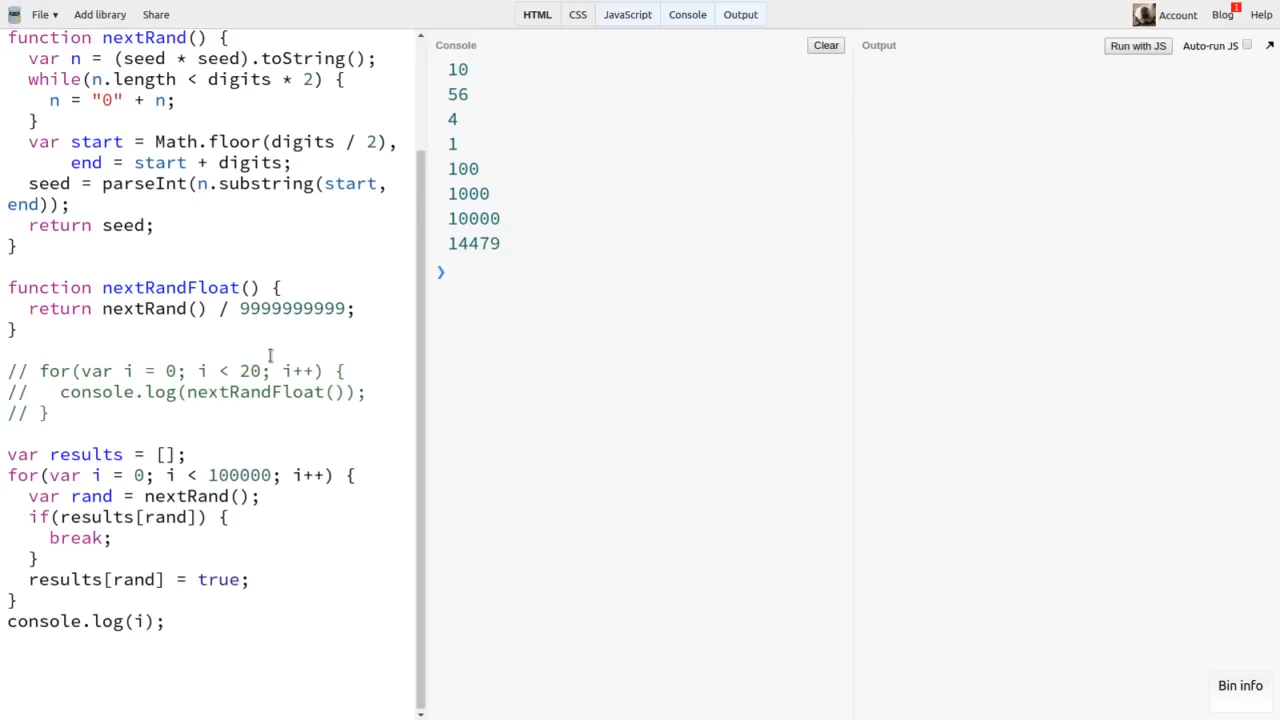 File ▾ Add library Share HTML CSS JavaScript Console Output Account Blog 1 Help
function nextRand() {
var n = (seed * seed).toString();
while(n.length < digits * 2) {
n = "0" + n;
}
var start = Math.floor(digits / 2),
end = start + digits;
seed = parseInt(n.substring(start,
end));
return seed;
}
function nextRandFloat() {
return nextRand() / 9999999999;
}
// for(var i = 0; i < 20; i++) {
// console.log(nextRandFloat());
// }
var results = [];
for(var i = 0; i < 100000; i++) {
var rand = nextRand();
if(results[rand]) {
break;
}
results[rand] = true;
}
console.log(i);
Console Clear
10
56
4
1
100
1000
10000
14479
❯
Output Run with JS Auto-run JS
Bin info